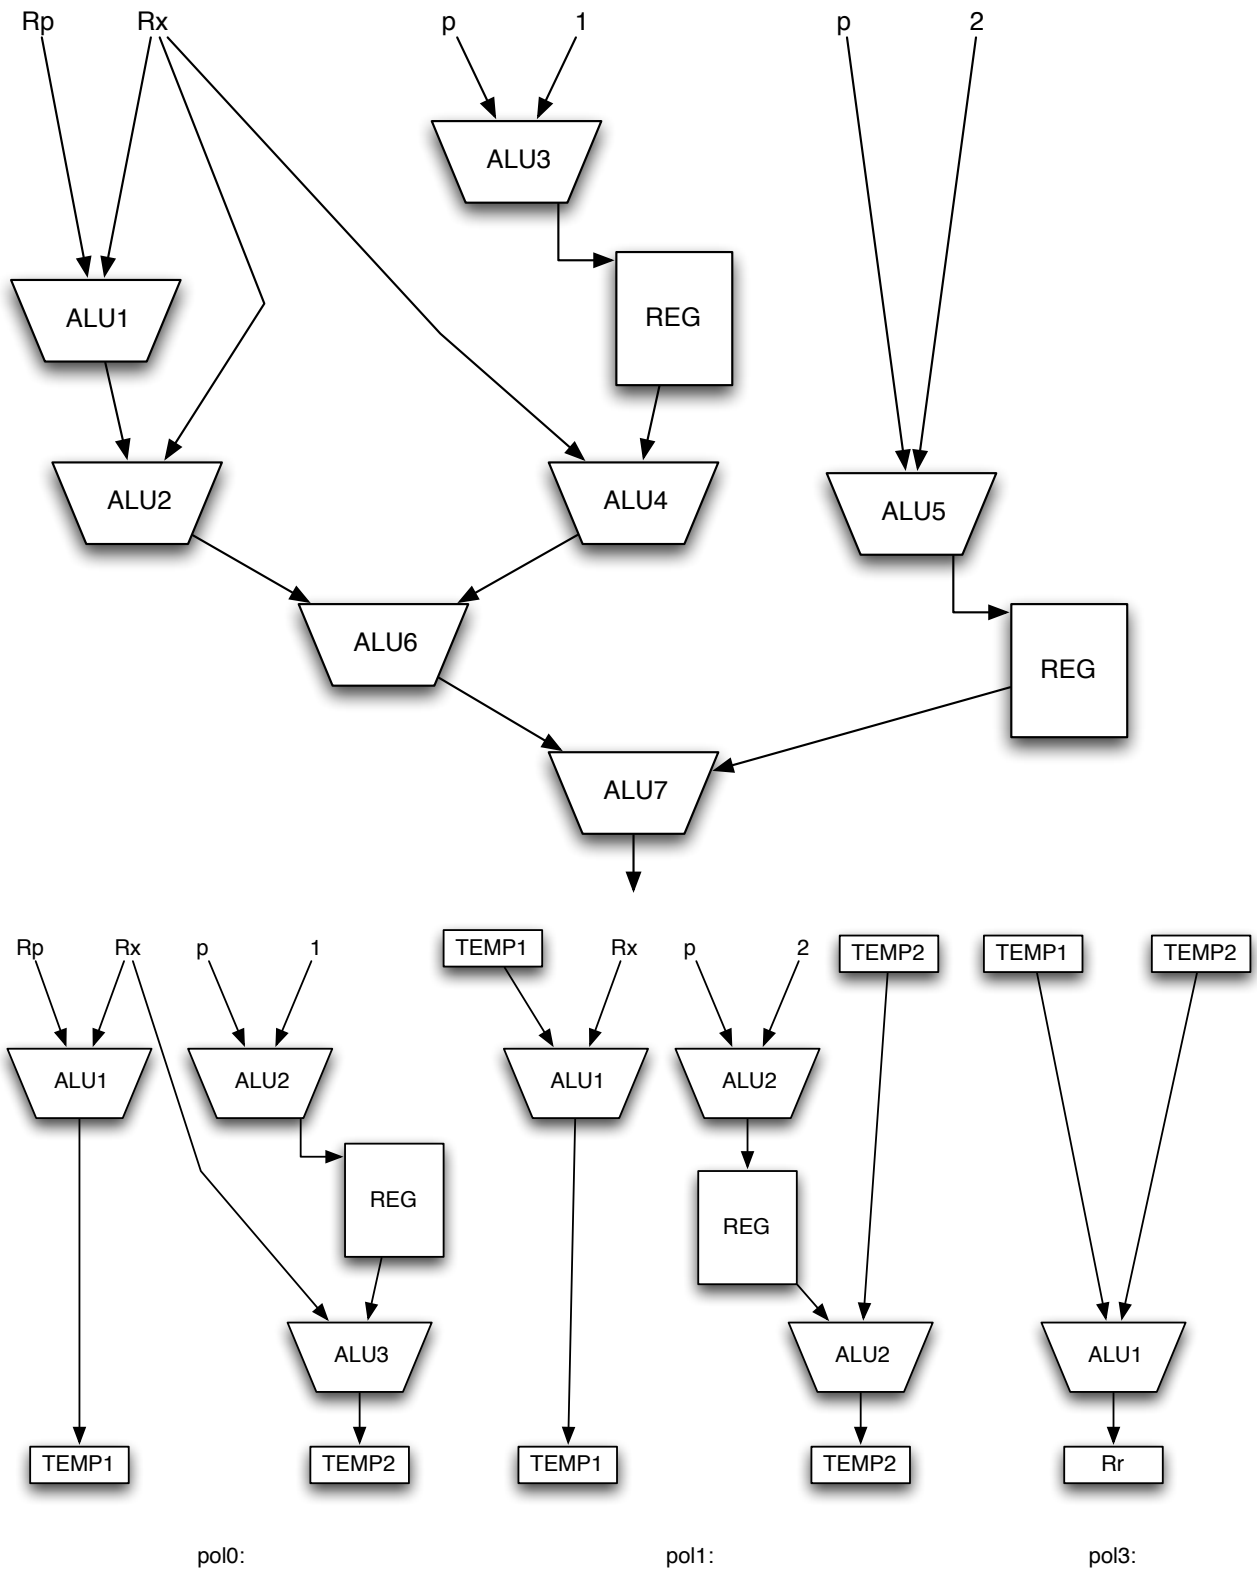 Rp Rx p 1 p 2
ALU3
REG
ALU1
ALU2 ALU4 ALU5
ALU6
REG
ALU7
Rp Rx p 1 TEMP1 Rx p 2 TEMP2 TEMP1 TEMP2
ALU1 ALU2 ALU1 ALU2
REG REG
ALU3 ALU2 ALU1
TEMP1 TEMP2 TEMP1 TEMP2 Rr
pol0: pol1: pol3: